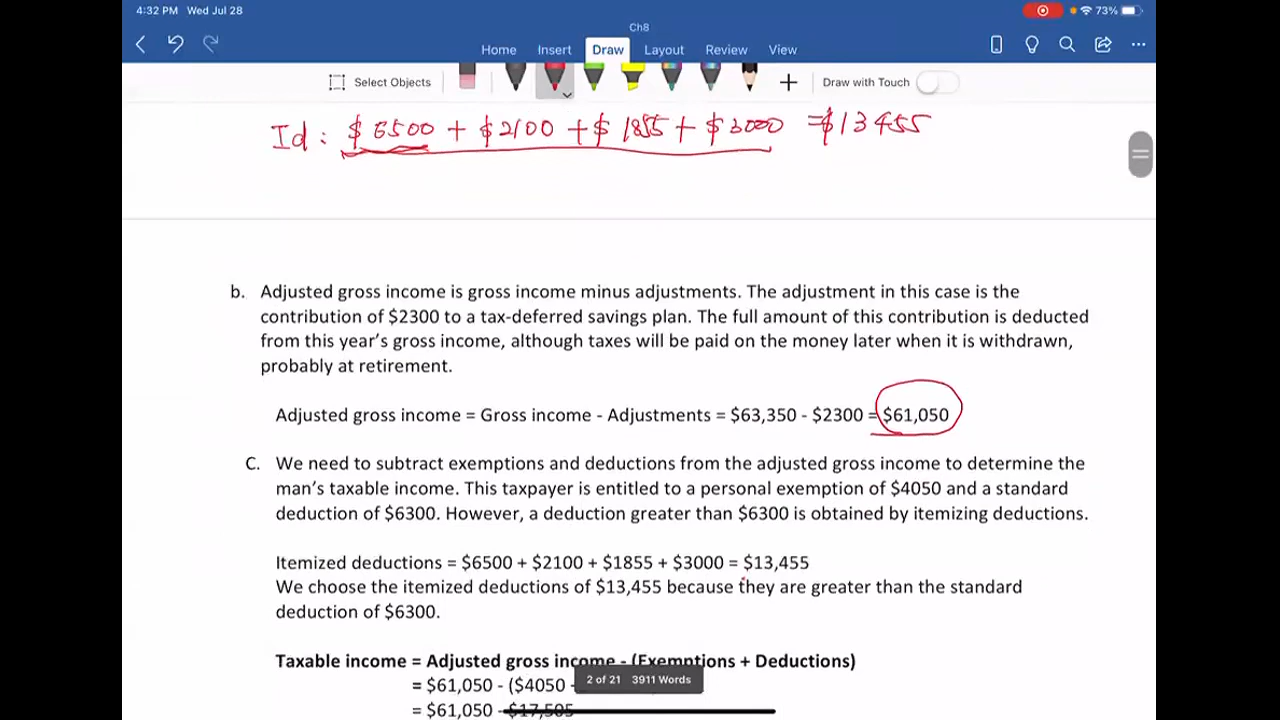 4:32 PM Wed Jul 28
73%
Ch8
Home Insert Draw Layout Review View
Select Objects
Draw with Touch
Id: $6500 + $2100 + $1855 + $3000 = $13455
b. Adjusted gross income is gross income minus adjustments. The adjustment in this case is the
contribution of $2300 to a tax-deferred savings plan. The full amount of this contribution is deducted
from this year's gross income, although taxes will be paid on the money later when it is withdrawn,
probably at retirement.
Adjusted gross income = Gross income - Adjustments = $63,350 - $2300 = $61,050
C. We need to subtract exemptions and deductions from the adjusted gross income to determine the
man's taxable income. This taxpayer is entitled to a personal exemption of $4050 and a standard
deduction of $6300. However, a deduction greater than $6300 is obtained by itemizing deductions.
Itemized deductions = $6500 + $2100 + $1855 + $3000 = $13,455
We choose the itemized deductions of $13,455 because they are greater than the standard
deduction of $6300.
Taxable income = Adjusted gross income - (Exemptions + Deductions)
= $61,050 - ($4050
2 of 21 3911 Words
= $61,050 - $17,505